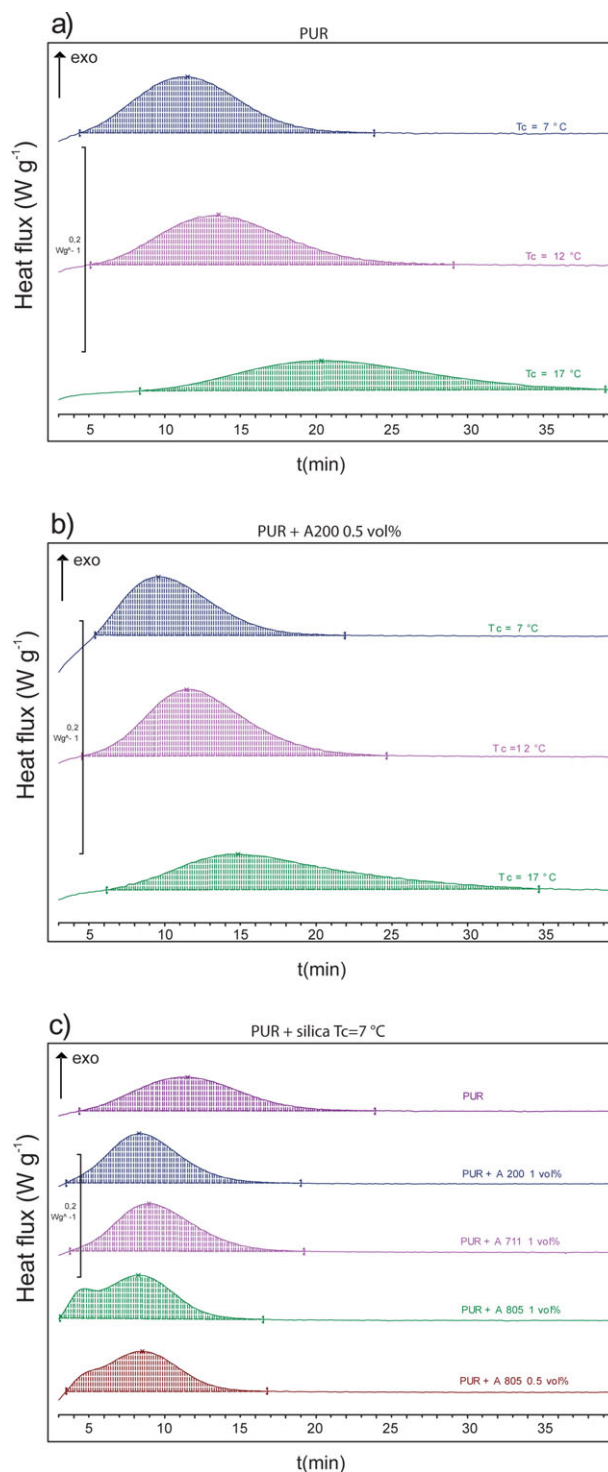 a)
PUR
exo
Tc = 7 °C
Heat flux (W g-1)
0,2
Wg^-1
Tc = 12 °C
Tc = 17 °C
5 10 15 20 25 30 35
t(min)
b)
PUR + A200 0.5 vol%
exo
Tc = 7 °C
Heat flux (W g-1)
0,2
Wg^-1
Tc =12 °C
Tc = 17 °C
5 10 15 20 25 30 35
t(min)
c)
PUR + silica Tc=7 °C
exo
PUR
Heat flux (W g-1)
0,2
Wg^-1
PUR + A 200 1 vol%
PUR + A 711 1 vol%
PUR + A 805 1 vol%
PUR + A 805 0.5 vol%
5 10 15 20 25 30 35
t(min)